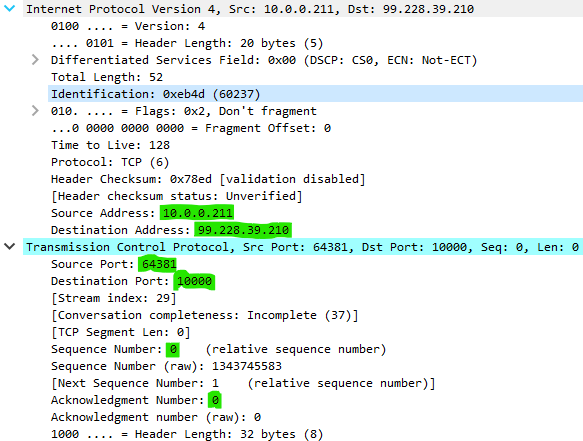 Internet Protocol Version 4, Src: 10.0.0.211, Dst: 99.228.39.210
0100 .... = Version: 4
.... 0101 = Header Length: 20 bytes (5)
Differentiated Services Field: 0x00 (DSCP: CS0, ECN: Not-ECT)
Total Length: 52
Identification: 0xeb4d (60237)
010. .... = Flags: 0x2, Don't fragment
...0 0000 0000 0000 = Fragment Offset: 0
Time to Live: 128
Protocol: TCP (6)
Header Checksum: 0x78ed [validation disabled]
[Header checksum status: Unverified]
Source Address: 10.0.0.211
Destination Address: 99.228.39.210
Transmission Control Protocol, Src Port: 64381, Dst Port: 10000, Seq: 0, Len: 0
Source Port: 64381
Destination Port: 10000
[Stream index: 29]
[Conversation completeness: Incomplete (37)]
[TCP Segment Len: 0]
Sequence Number: 0    (relative sequence number)
Sequence Number (raw): 1343745583
[Next Sequence Number: 1    (relative sequence number)]
Acknowledgment Number: 0
Acknowledgment number (raw): 0
1000 .... = Header Length: 32 bytes (8)